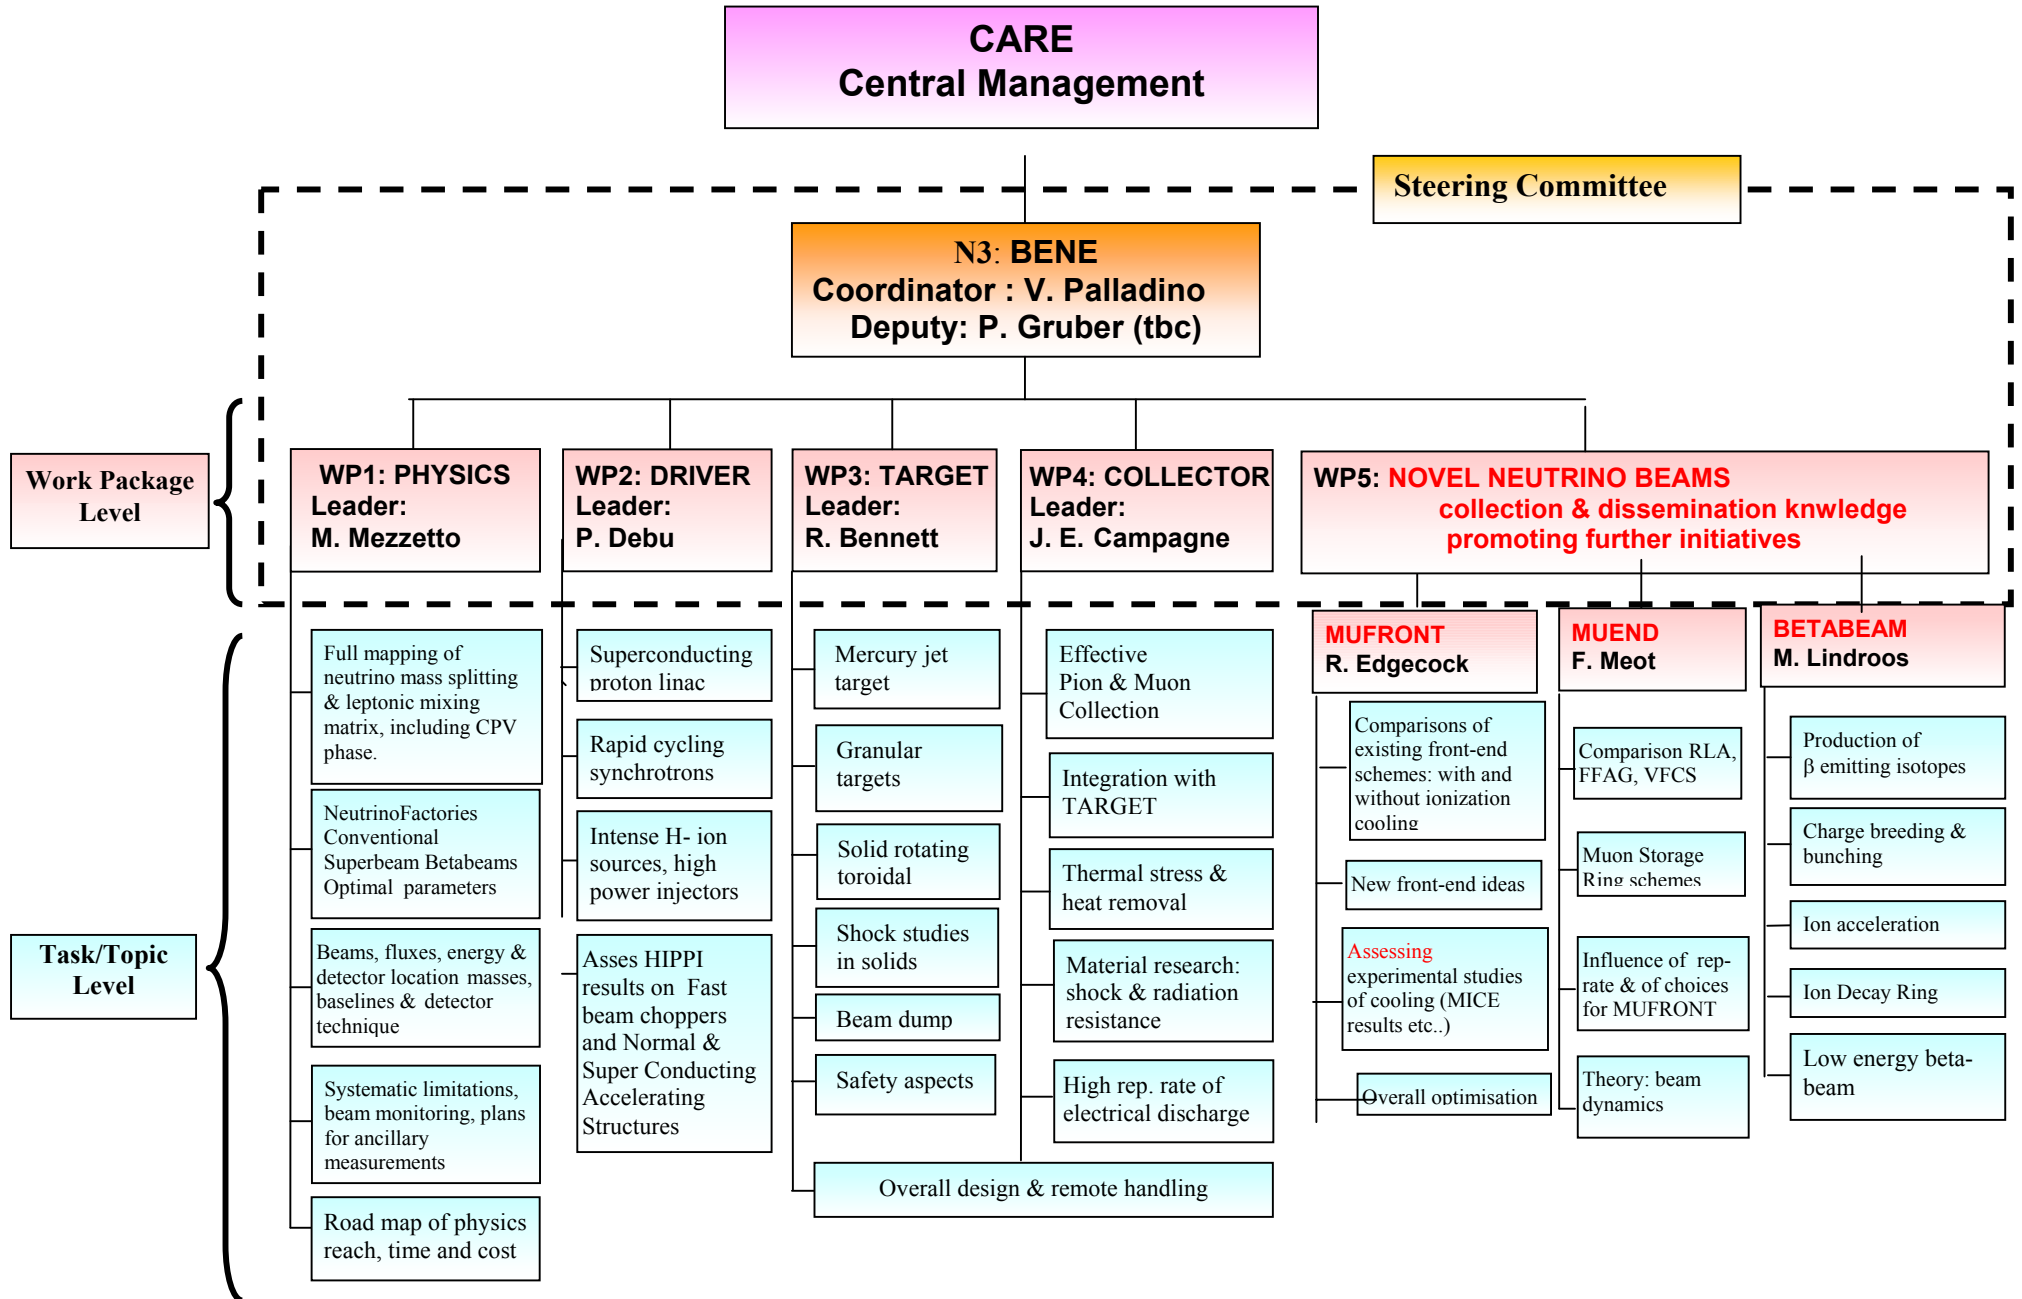 CARE
Central Management
Steering Committee
N3: BENE
Coordinator : V. Palladino
Deputy: P. Gruber (tbc)
Work Package
Level
WP1: PHYSICS
Leader:
M. Mezzetto
WP2: DRIVER
Leader:
P. Debu
WP3: TARGET
Leader:
R. Bennett
WP4: COLLECTOR
Leader:
J. E. Campagne
WP5: NOVEL NEUTRINO BEAMS
collection & dissemination knwledge
promoting further initiatives
MUFRONT
R. Edgecock
MUEND
F. Meot
BETABEAM
M. Lindroos
Task/Topic
Level
Full mapping of
neutrino mass splitting
& leptonic mixing
matrix, including CPV
phase.
NeutrinoFactories
Conventional
Superbeam Betabeams
Optimal parameters
Beams, fluxes, energy &
detector location masses,
baselines & detector
technique
Systematic limitations,
beam monitoring, plans
for ancillary
measurements
Road map of physics
reach, time and cost
Superconducting
proton linac
Rapid cycling
synchrotrons
Intense H- ion
sources, high
power injectors
Asses HIPPI
results on Fast
beam choppers
and Normal &
Super Conducting
Accelerating
Structures
Mercury jet
target
Granular
targets
Solid rotating
toroidal
Shock studies
in solids
Beam dump
Safety aspects
Effective
Pion & Muon
Collection
Integration with
TARGET
Thermal stress &
heat removal
Material research:
shock & radiation
resistance
High rep. rate of
electrical discharge
Overall design & remote handling
Comparisons of
existing front-end
schemes: with and
without ionization
cooling
New front-end ideas
Assessing
experimental studies
of cooling (MICE
results etc..)
Overall optimisation
Comparison RLA,
FFAG, VFCS
Muon Storage
Ring schemes
Influence of rep-
rate & of choices
for MUFRONT
Theory: beam
dynamics
Production of
β emitting isotopes
Charge breeding &
bunching
Ion acceleration
Ion Decay Ring
Low energy beta-
beam